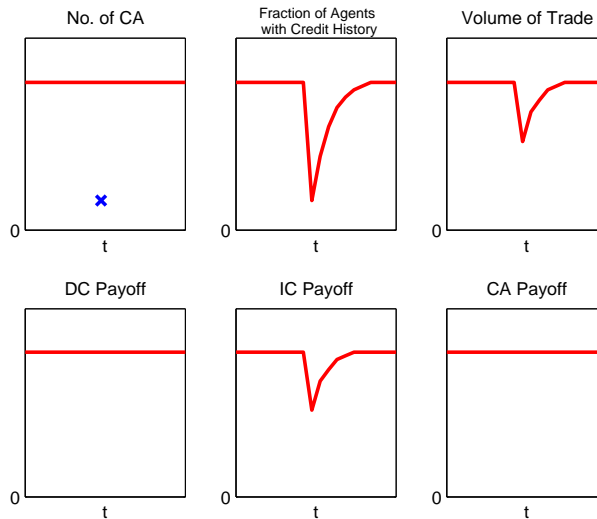 No. of CA
Fraction of Agents
with Credit History
Volume of Trade
0
t
0
t
0
t
DC Payoff
IC Payoff
CA Payoff
0
t
0
t
0
t